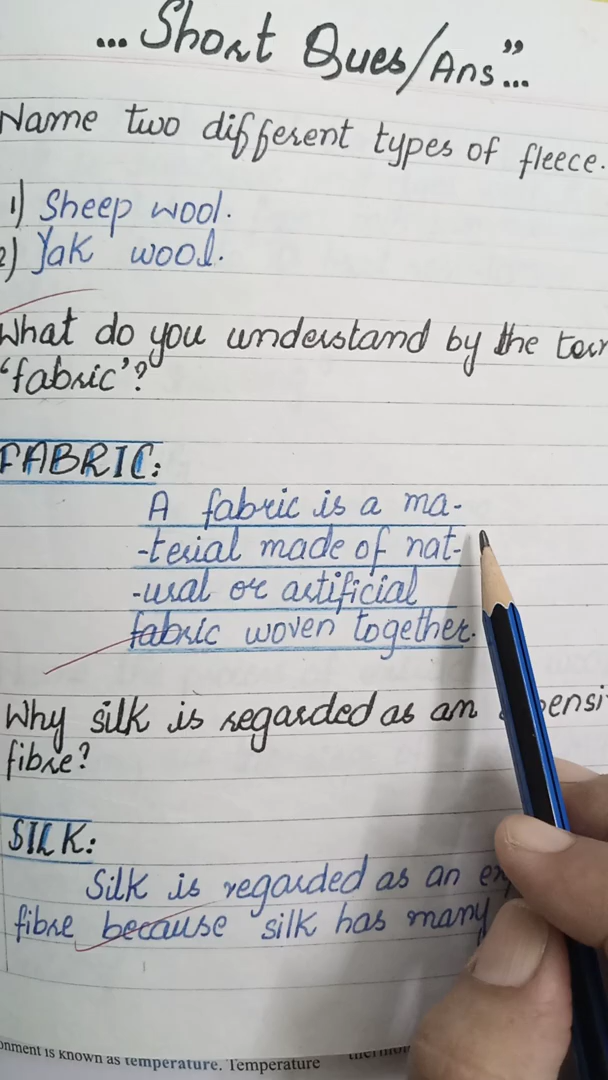 ... Short Ques/Ans"...
Name two different types of fleece.
1) Sheep wool.
2) Yak wool.
What do you understand by the
'fabric'?
FABRIC:
A fabric is a ma-
-terial made of nat-
-ural or artificial
fabric woven together.
Why silk is regarded as an
fibre?
SILK:
Silk is regarded as an
fibre because silk has many
is known as temperature. Temperature